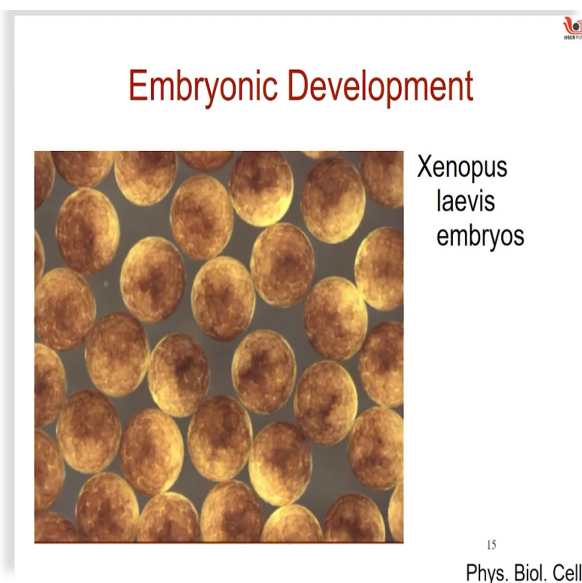 Embryonic Development
Xenopus
laevis
embryos
15
Phys. Biol. Cell